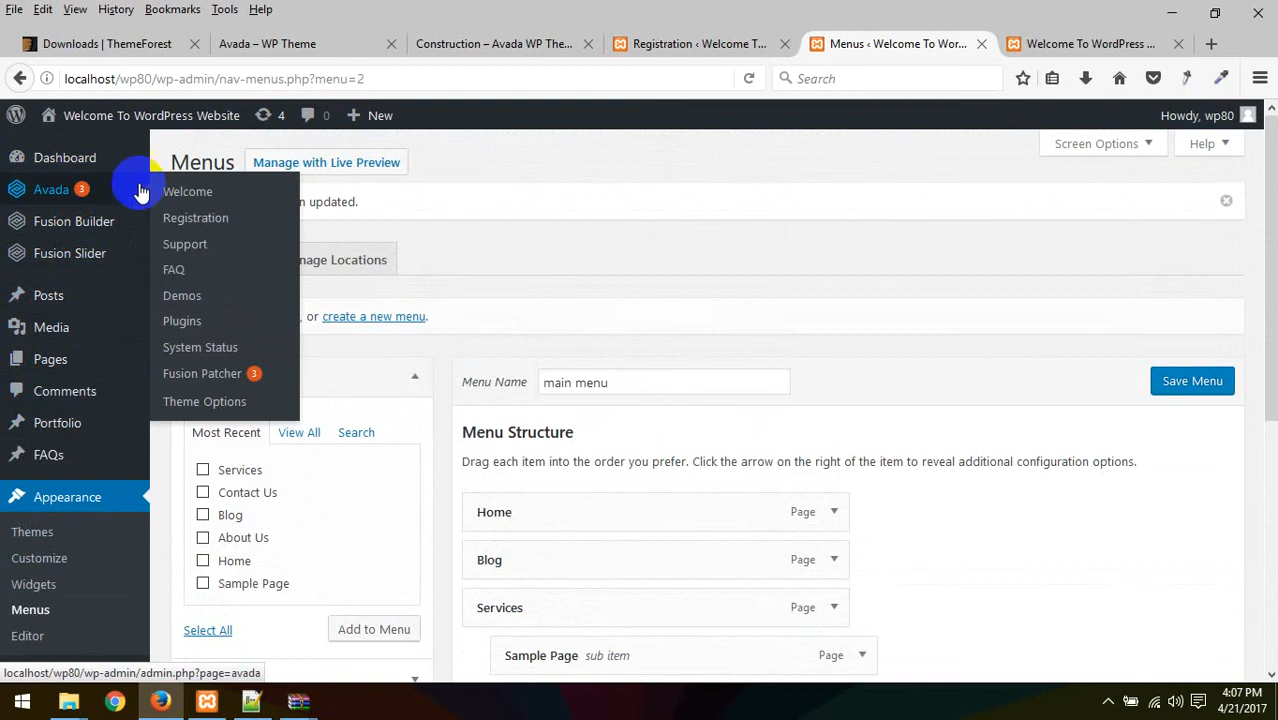 File Edit View History Bookmarks Tools Help
Downloads | ThemeForest
Avada – WP Theme
Construction – Avada WP The...
Registration ‹ Welcome T...
Menus ‹ Welcome To Wor...
Welcome To WordPress ...
localhost/wp80/wp-admin/nav-menus.php?menu=2
Search
Welcome To WordPress Website 4 0 New Howdy, wp80
Dashboard
Avada 3
Fusion Builder
Fusion Slider
Posts
Media
Pages
Comments
Portfolio
FAQs
Appearance
Themes
Customize
Widgets
Menus
Editor
Welcome
Registration
Support
FAQ
Demos
Plugins
System Status
Fusion Patcher 3
Theme Options
Menus Manage with Live Preview
Screen Options Help
n updated.
nage Locations
, or create a new menu.
Most Recent View All Search
Services
Contact Us
Blog
About Us
Home
Sample Page
Select All Add to Menu
Menu Name main menu Save Menu
Menu Structure
Drag each item into the order you prefer. Click the arrow on the right of the item to reveal additional configuration options.
Home Page
Blog Page
Services Page
Sample Page sub item Page
localhost/wp80/wp-admin/admin.php?page=avada
4:07 PM
4/21/2017